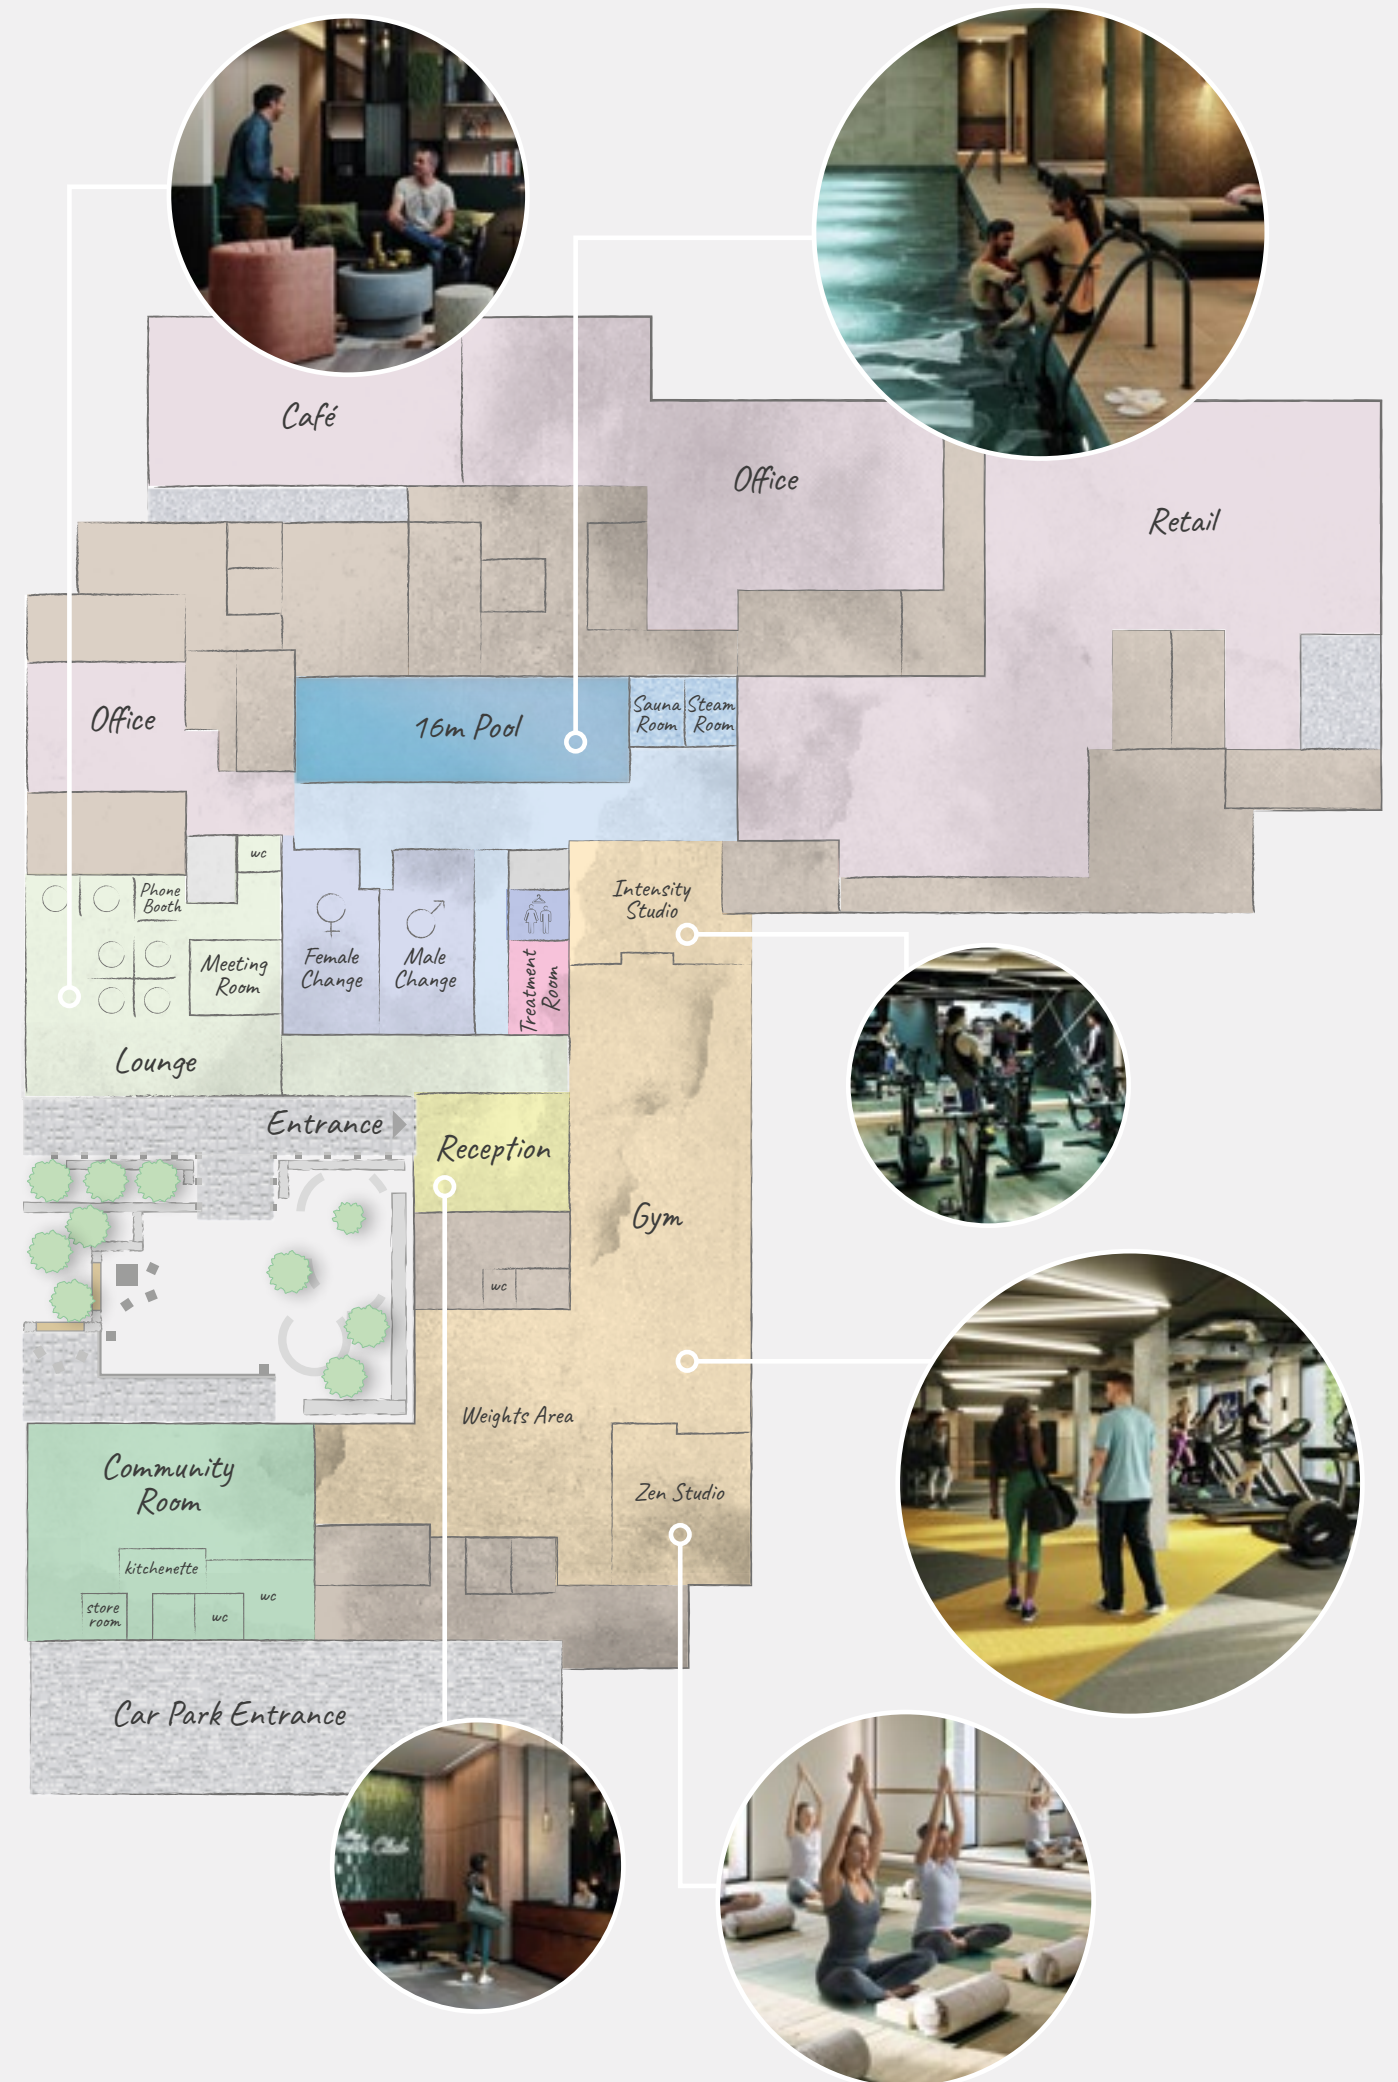 Café
Office
Retail
Office
16m Pool
Sauna
Room
Steam
Room
wc
Phone
Booth
Meeting
Room
Female
Change
Male
Change
Treatment
Room
Intensity
Studio
Lounge
Entrance
Reception
Gym
wc
Weights Area
Community
Room
Zen Studio
kitchenette
wc
store
room
wc
Car Park Entrance
Club